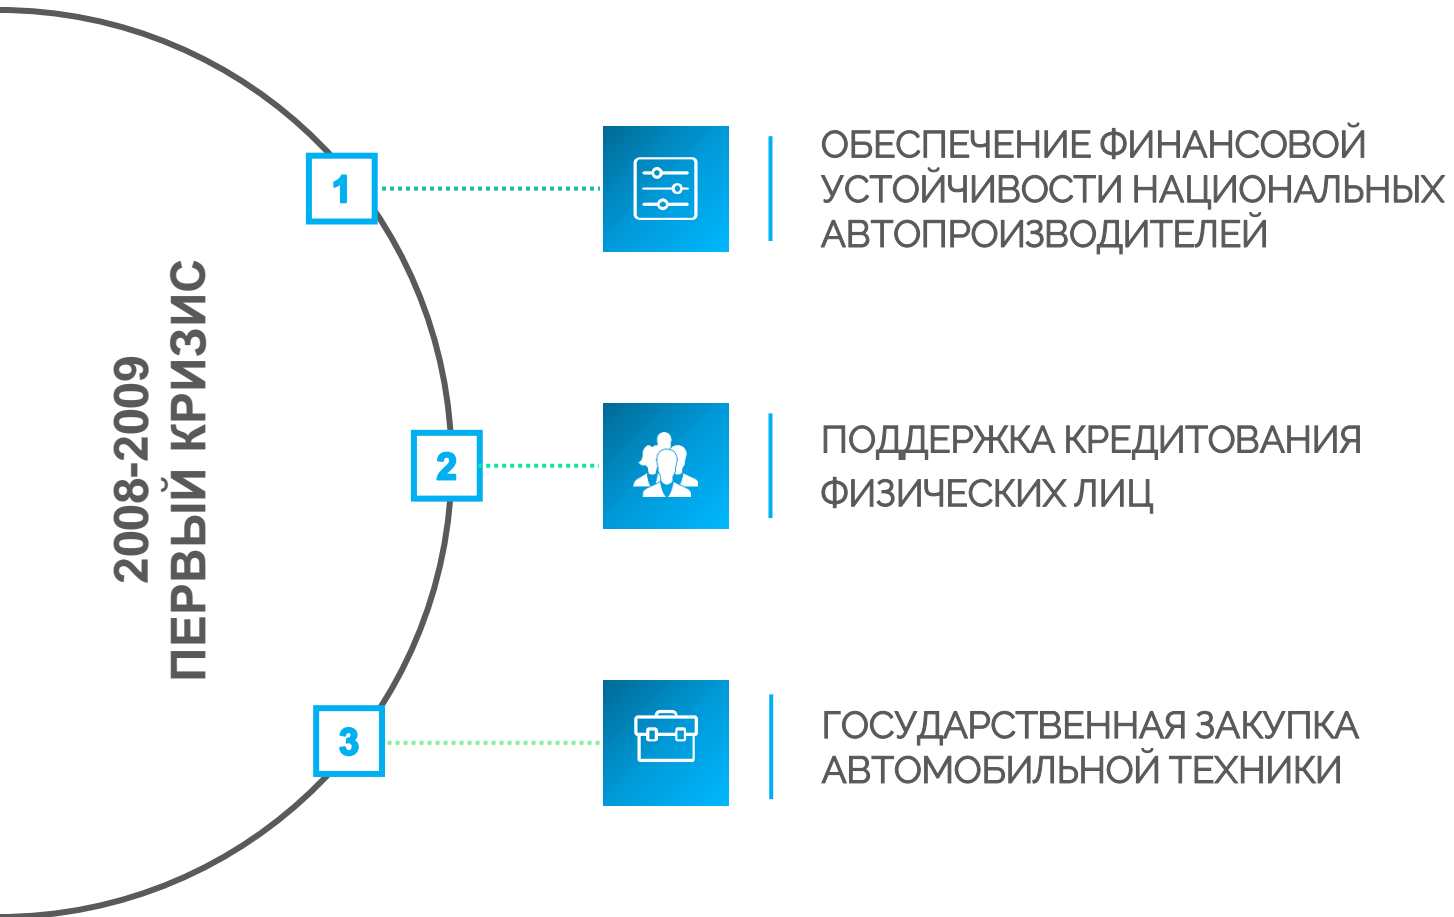 2008-2009
ПЕРВЫЙ КРИЗИС
1
ОБЕСПЕЧЕНИЕ ФИНАНСОВОЙ
УСТОЙЧИВОСТИ НАЦИОНАЛЬНЫХ
АВТОПРОИЗВОДИТЕЛЕЙ
2
ПОДДЕРЖКА КРЕДИТОВАНИЯ
ФИЗИЧЕСКИХ ЛИЦ
3
ГОСУДАРСТВЕННАЯ ЗАКУПКА
АВТОМОБИЛЬНОЙ ТЕХНИКИ